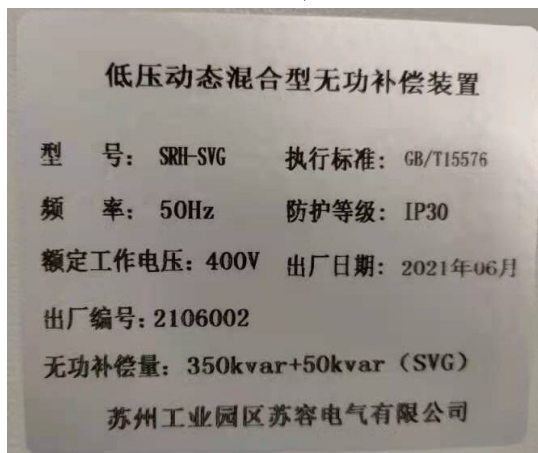 低压动态混合型无功补偿装置
型 号：SRH-SVG 执行标准：GB/T15576
频 率：50Hz 防护等级：IP30
额定工作电压：400V 出厂日期：2021年06月
出厂编号：2106002
无功补偿量：350kvar+50kvar（SVG）
苏州工业园区苏容电气有限公司